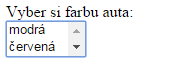 Vyber si farbu auta:
modrá
červená